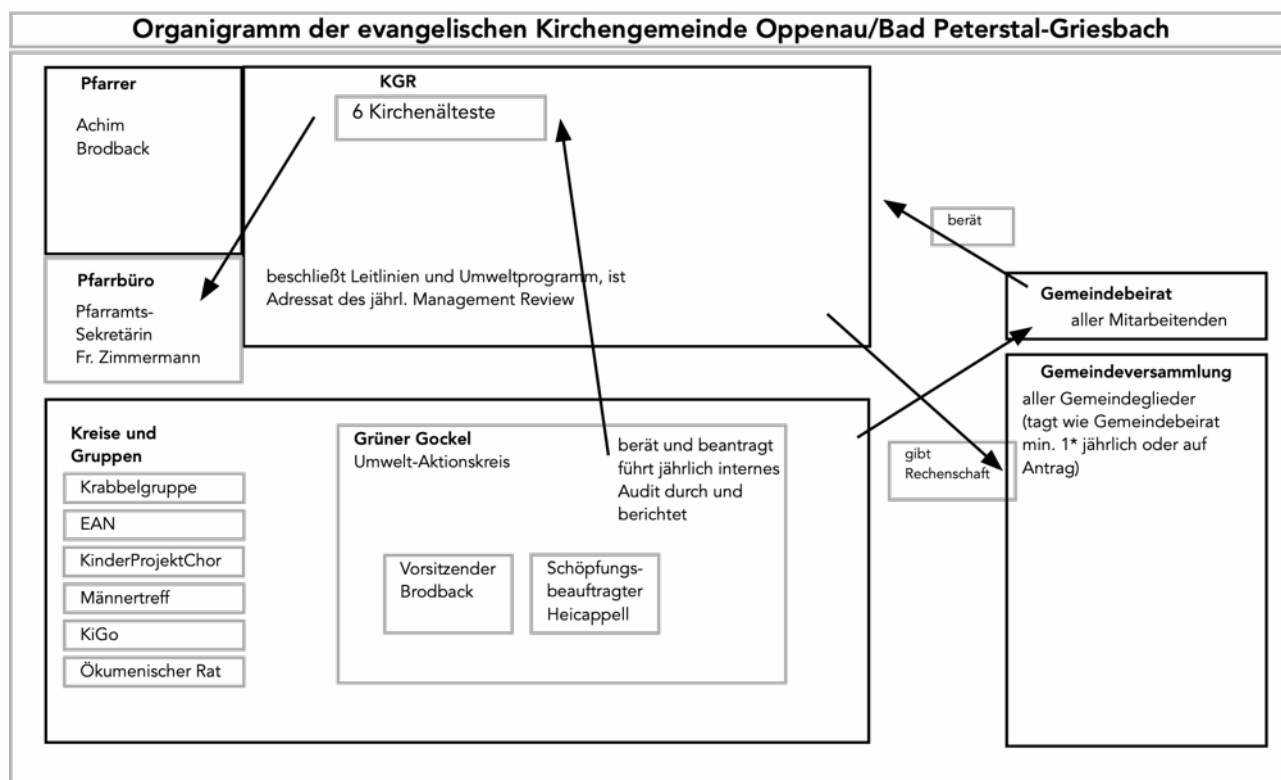 Organigramm der evangelischen Kirchengemeinde Oppenau/Bad Peterstal-Griesbach
Pfarrer
Achim
Brodback
KGR
6 Kirchenälteste
beschließt Leitlinien und Umweltprogramm, ist
Adressat des jährl. Management Review
Pfarrbüro
Pfarramts-
Sekretärin
Fr. Zimmermann
berät
Gemeindebeirat
aller Mitarbeitenden
Gemeindeversammlung
aller Gemeindeglieder
(tagt wie Gemeindebeirat
min. 1* jährlich oder auf
Antrag)
gibt
Rechenschaft
Kreise und
Gruppen
Krabbelgruppe
EAN
KinderProjektChor
Männertreff
KiGo
Ökumenischer Rat
Grüner Gockel
Umwelt-Aktionskreis
berät und beantragt
führt jährlich internes
Audit durch und
berichtet
Vorsitzender
Brodback
Schöpfungs-
beauftragter
Heicappell